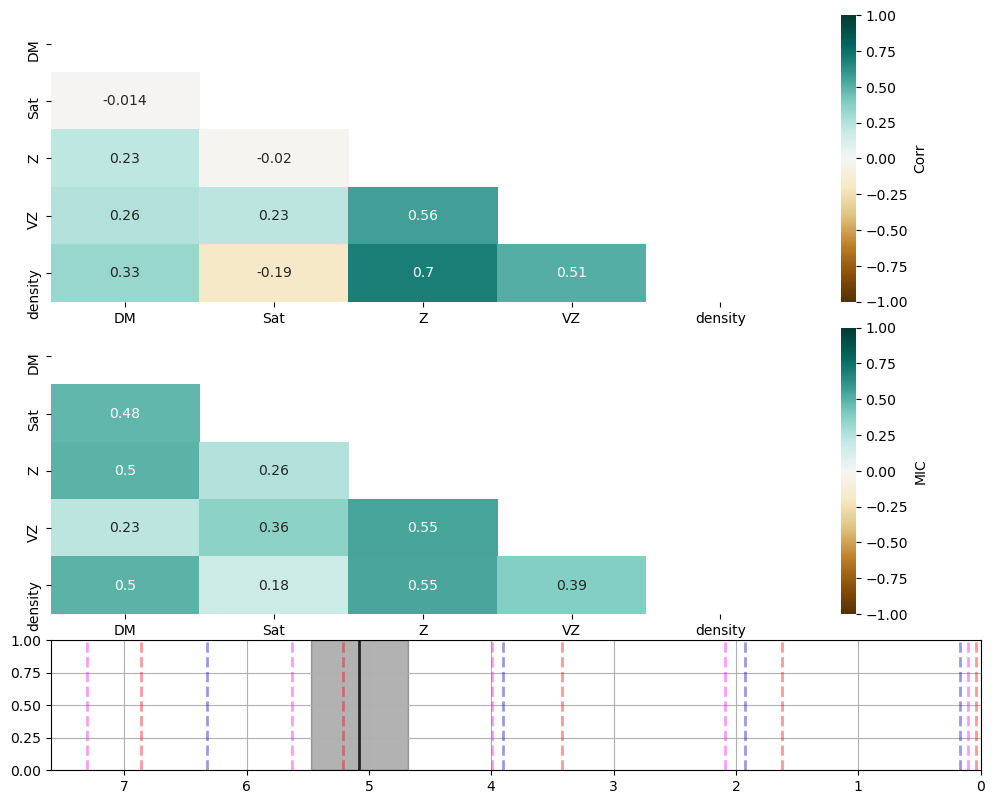 1.00
DM
0.75
Sat
-0.014
0.50
0.25
Z
0.23
-0.02
0.00
Corr
−0.25
VZ
0.26
0.23
0.56
−0.50
density
0.33
-0.19
0.7
0.51
−0.75
−1.00
DM
Sat
Z
VZ
density
1.00
DM
0.75
Sat
0.48
0.50
0.25
Z
0.5
0.26
0.00
MIC
−0.25
VZ
0.23
0.36
0.55
−0.50
density
0.5
0.18
0.55
0.39
−0.75
−1.00
DM
Sat
Z
VZ
density
1.00
0.75
0.50
0.25
0.00
7
6
5
4
3
2
1
0